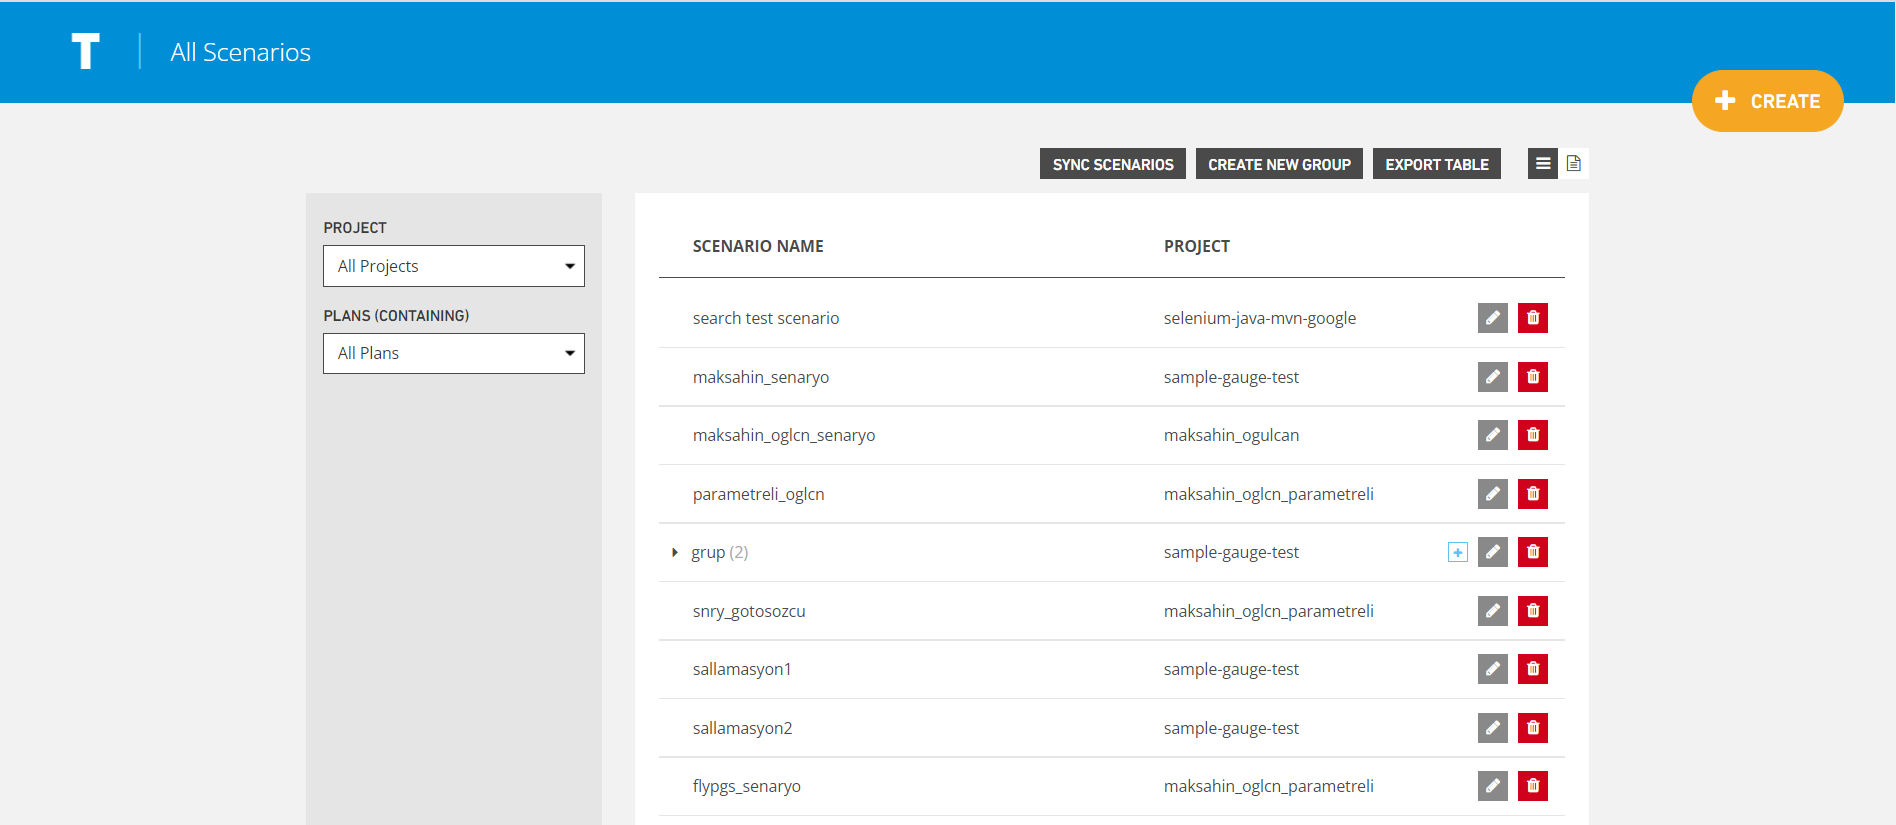 T All Scenarios
CREATE
SYNC SCENARIOS CREATE NEW GROUP EXPORT TABLE
PROJECT
All Projects
PLANS (CONTAINING)
All Plans
SCENARIO NAME PROJECT
search test scenario selenium-java-mvn-google
maksahin_senaryo sample-gauge-test
maksahin_oglcn_senaryo maksahin_ogulcan
parametreli_oglcn maksahin_oglcn_parametreli
grup (2) sample-gauge-test
snry_gotosozcu maksahin_oglcn_parametreli
sallamasyon1 sample-gauge-test
sallamasyon2 sample-gauge-test
flypgs_senaryo maksahin_oglcn_parametreli